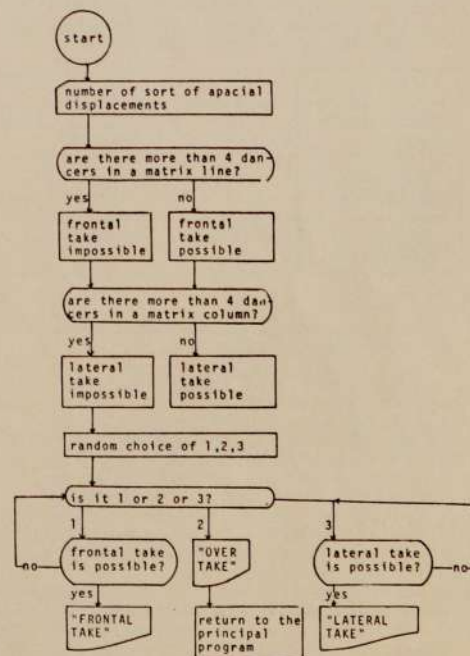 start
number of sort of apacial
displacements
are there more than 4 dan-
cers in a matrix line?
yes
no
frontal
take
impossible
frontal
take
possible
are there more than 4 dan-
cers in a matrix column?
yes
no
lateral
take
impossible
lateral
take
possible
random choice of 1,2,3
is it 1 or 2 or 3?
1
2
3
no
frontal take
is possible?
"OVER
TAKE"
lateral take
is possible?
no
yes
yes
"FRONTAL
TAKE"
return to the
principal
program
"LATERAL
TAKE"